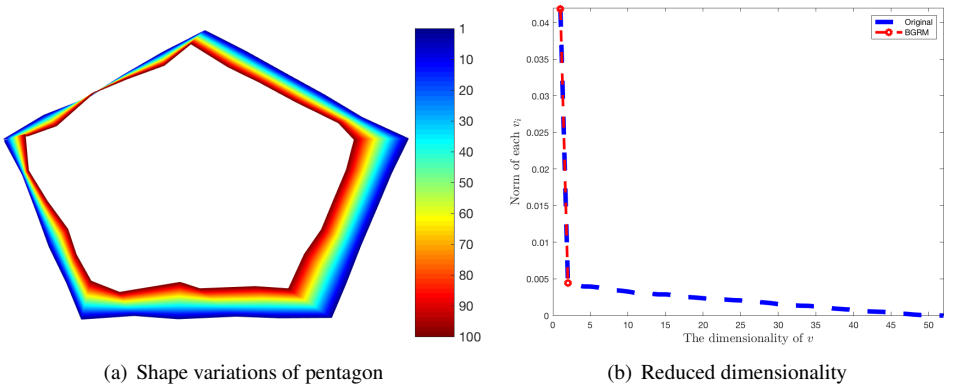 1
10
20
30
40
50
60
70
80
90
100
(a) Shape variations of pentagon
Original
BGRM
0.04
0.035
0.03
0.025
0.02
0.015
0.01
0.005
0
Norm of each v_i
0 5 10 15 20 25 30 35 40 45 50
The dimensionality of v
(b) Reduced dimensionality